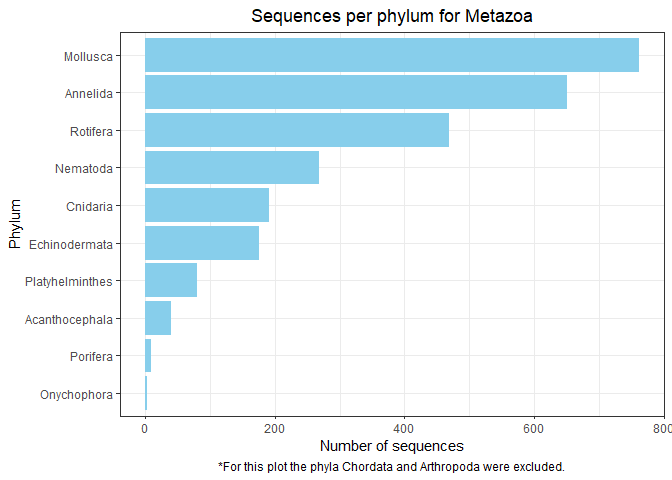 Sequences per phylum for Metazoa
Phylum
Mollusca
Annelida
Rotifera
Nematoda
Cnidaria
Echinodermata
Platyhelminthes
Acanthocephala
Porifera
Onychophora
0 200 400 600 800
Number of sequences
*For this plot the phyla Chordata and Arthropoda were excluded.